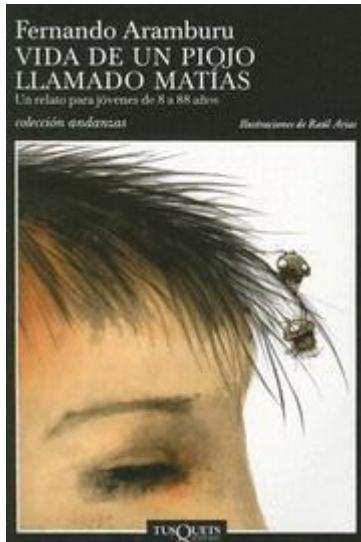 Fernando Aramburu
VIDA DE UN PIOJO
LLAMADO MATÍAS
Un relato para jóvenes de 8 a 88 años
colección andanzas
Ilustraciones de Raúl Arias
TUSQUETS